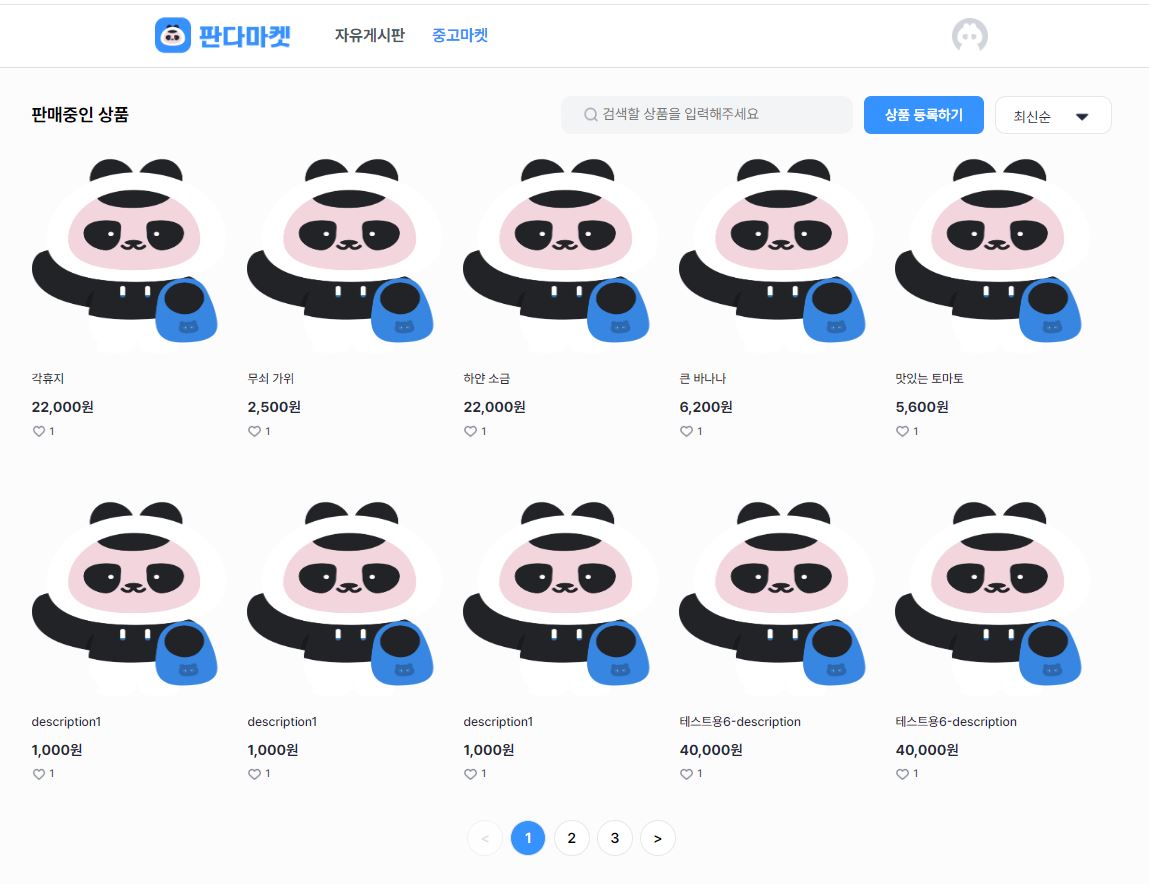 판다마켓 자유게시판 중고마켓
판매중인 상품 검색할 상품을 입력해주세요 상품 등록하기 최신순
각휴지 무쇠 가위 하얀 소금 큰 바나나 맛있는 토마토
22,000원 2,500원 22,000원 6,200원 5,600원
1 1 1 1 1
description1 description1 description1 테스트용6-description 테스트용6-description
1,000원 1,000원 1,000원 40,000원 40,000원
1 1 1 1 1
< 1 2 3 >